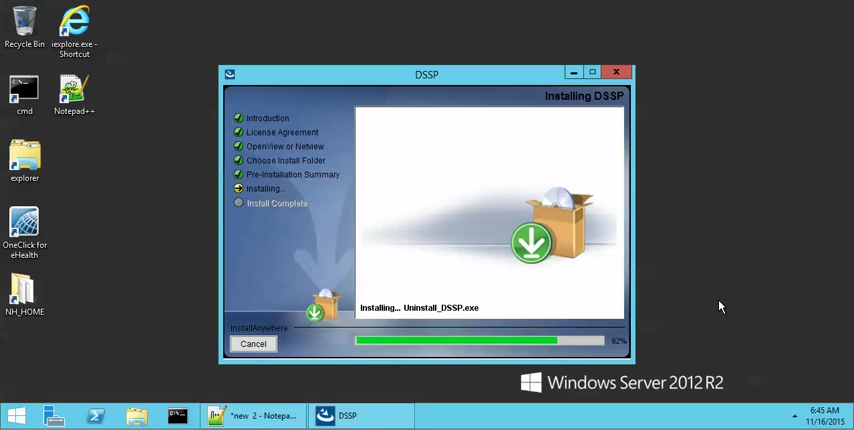 Recycle Bin
iexplore.exe -
Shortcut
cmd
Notepad++
explorer
OneClick for
eHealth
NH_HOME
DSSP
Installing DSSP
Introduction
License Agreement
OpenView or Netview
Choose Install Folder
Pre-Installation Summary
Installing...
Install Complete
Installing... Uninstall_DSSP.exe
InstallAnywhere
Cancel
82%
Windows Server 2012 R2
*new 2 - Notepa...
DSSP
6:45 AM
11/16/2015